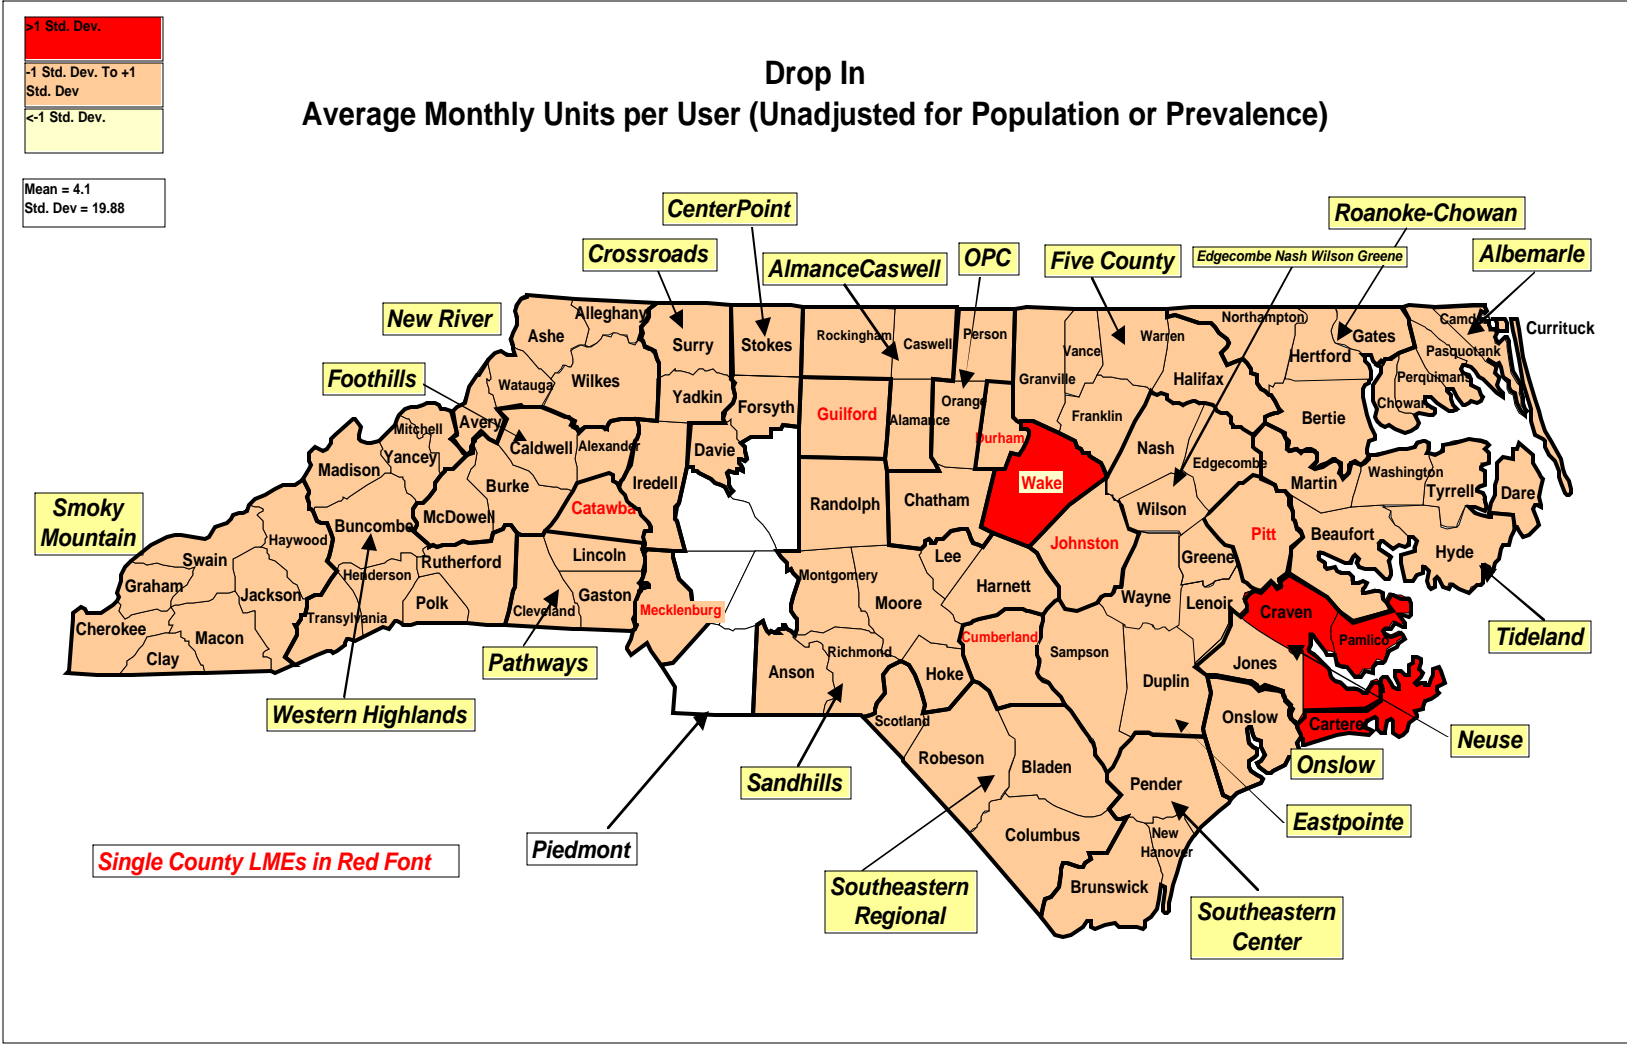 >1 Std. Dev.
-1 Std. Dev. To +1
Std. Dev
<-1 Std. Dev.
Mean = 4.1
Std. Dev = 19.88
Drop In
Average Monthly Units per User (Unadjusted for Population or Prevalence)
CenterPoint
Roanoke-Chowan
Crossroads
AlmanceCaswell
OPC
Five County
Edgecombe Nash Wilson Greene
Albemarle
New River
Foothills
Smoky
Mountain
Western Highlands
Pathways
Sandhills
Piedmont
Southeastern
Regional
Southeastern
Center
Eastpointe
Onslow
Neuse
Tideland
Single County LMEs in Red Font
Alleghany
Ashe
Surry
Stokes
Rockingham
Caswell
Person
Vance
Warren
Granville
Northampton
Gates
Hertford
Camden
Currituck
Pasquotank
Perquimans
Chowan
Watauga
Wilkes
Yadkin
Forsyth
Guilford
Alamance
Orange
Durham
Franklin
Halifax
Bertie
Mitchell
Avery
Caldwell
Alexander
Davie
Iredell
Madison
Yancey
Burke
McDowell
Catawba
Randolph
Chatham
Wake
Nash
Edgecombe
Wilson
Martin
Washington
Tyrrell
Dare
Buncombe
Haywood
Swain
Graham
Jackson
Cherokee
Macon
Clay
Henderson
Transylvania
Rutherford
Polk
Lincoln
Gaston
Cleveland
Mecklenburg
Montgomery
Moore
Lee
Harnett
Johnston
Pitt
Greene
Beaufort
Hyde
Wayne
Lenoir
Craven
Pamlico
Anson
Richmond
Hoke
Cumberland
Sampson
Duplin
Jones
Onslow
Cartere
Scotland
Robeson
Bladen
Columbus
Pender
New
Hanover
Brunswick